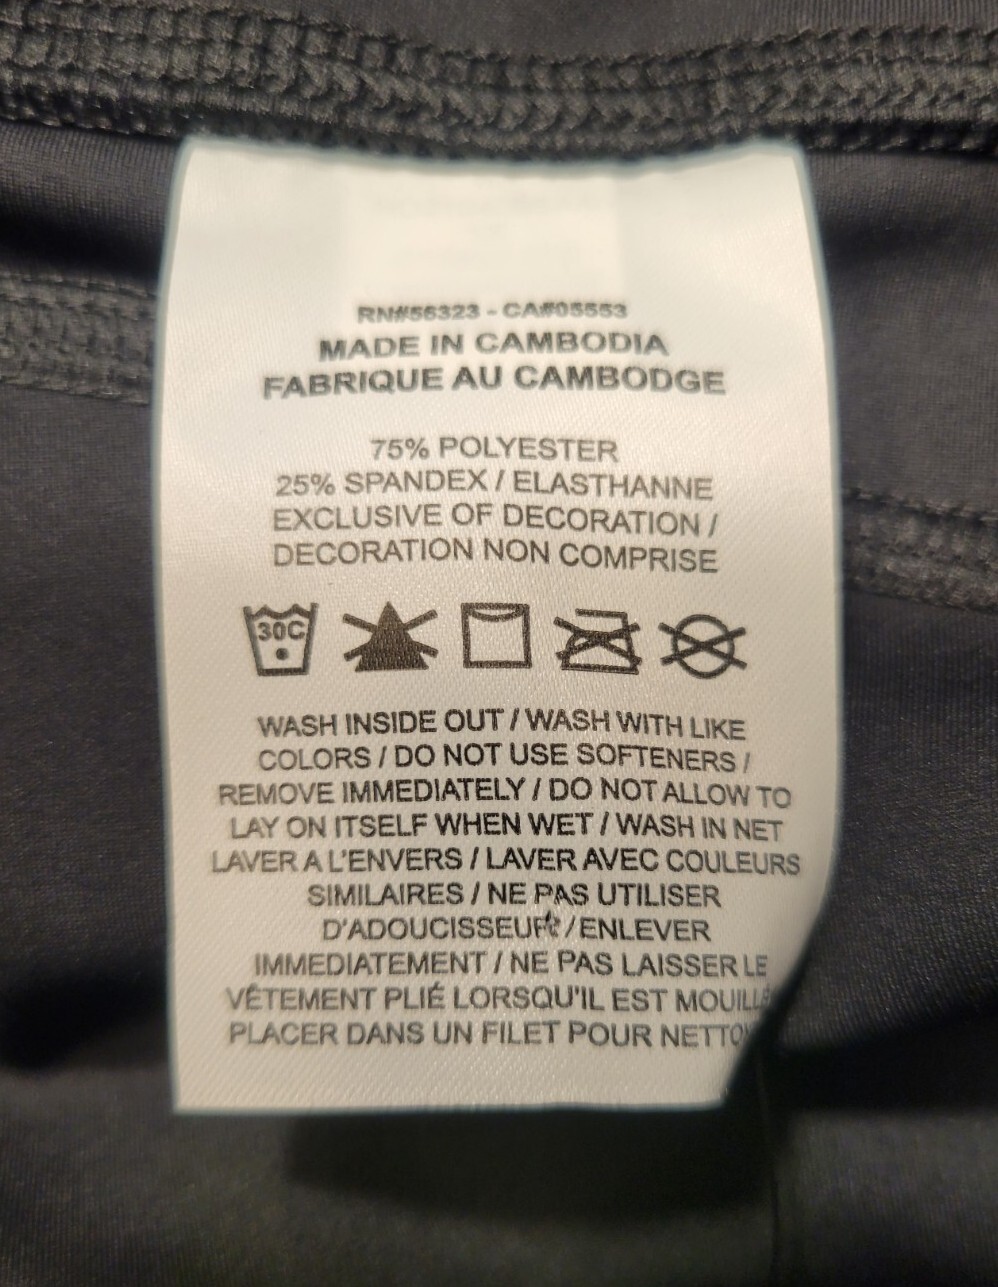 RN#56323 - CA#05553
MADE IN CAMBODIA
FABRIQUE AU CAMBODGE
75% POLYESTER
25% SPANDEX / ELASTHANNE
EXCLUSIVE OF DECORATION /
DECORATION NON COMPRISE
30C
WASH INSIDE OUT / WASH WITH LIKE
COLORS / DO NOT USE SOFTENERS /
REMOVE IMMEDIATELY / DO NOT ALLOW TO
LAY ON ITSELF WHEN WET / WASH IN NET
LAVER A L'ENVERS / LAVER AVEC COULEURS
SIMILAIRES / NE PAS UTILISER
D'ADOUCISSEUR / ENLEVER
IMMEDIATEMENT / NE PAS LAISSER LE
VÊTEMENT PLIÉ LORSQU'IL EST
PLACER DANS UN FILET POUR